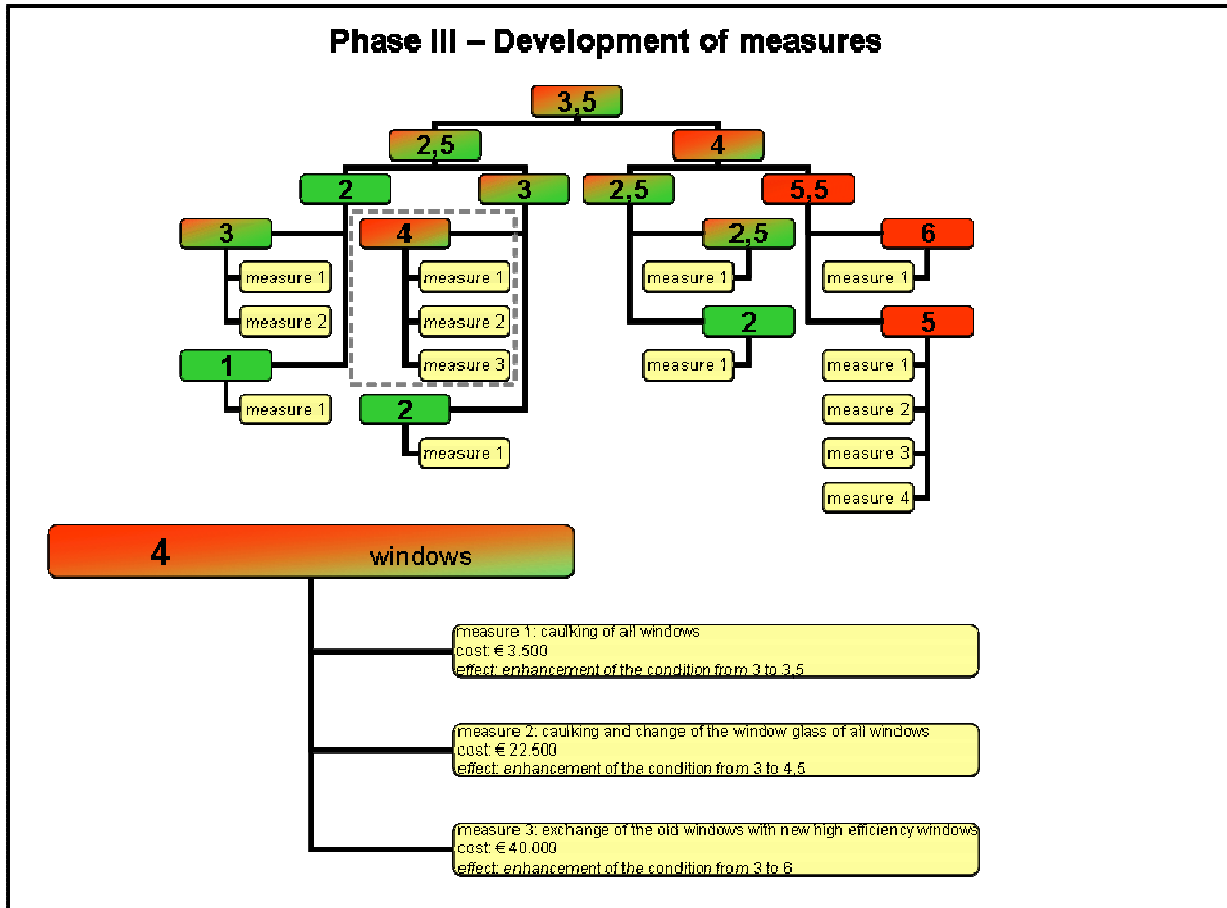 Phase III – Development of measures
3,5
2,5
4
2
3
2,5
5,5
3
4
2,5
6
measure 1
measure 1
measure 1
measure 1
measure 2
measure 2
2
5
1
measure 3
measure 1
measure 1
measure 1
2
measure 2
measure 1
measure 3
measure 4
4 windows
measure 1: caulking of all windows
cost: € 3.500
effect: enhancement of the condition from 3 to 3,5
measure 2: caulking and change of the window glass of all windows
cost: € 22.500
effect: enhancement of the condition from 3 to 4,5
measure 3: exchange of the old windows with new high efficiency windows
cost: € 40.000
effect: enhancement of the condition from 3 to 6